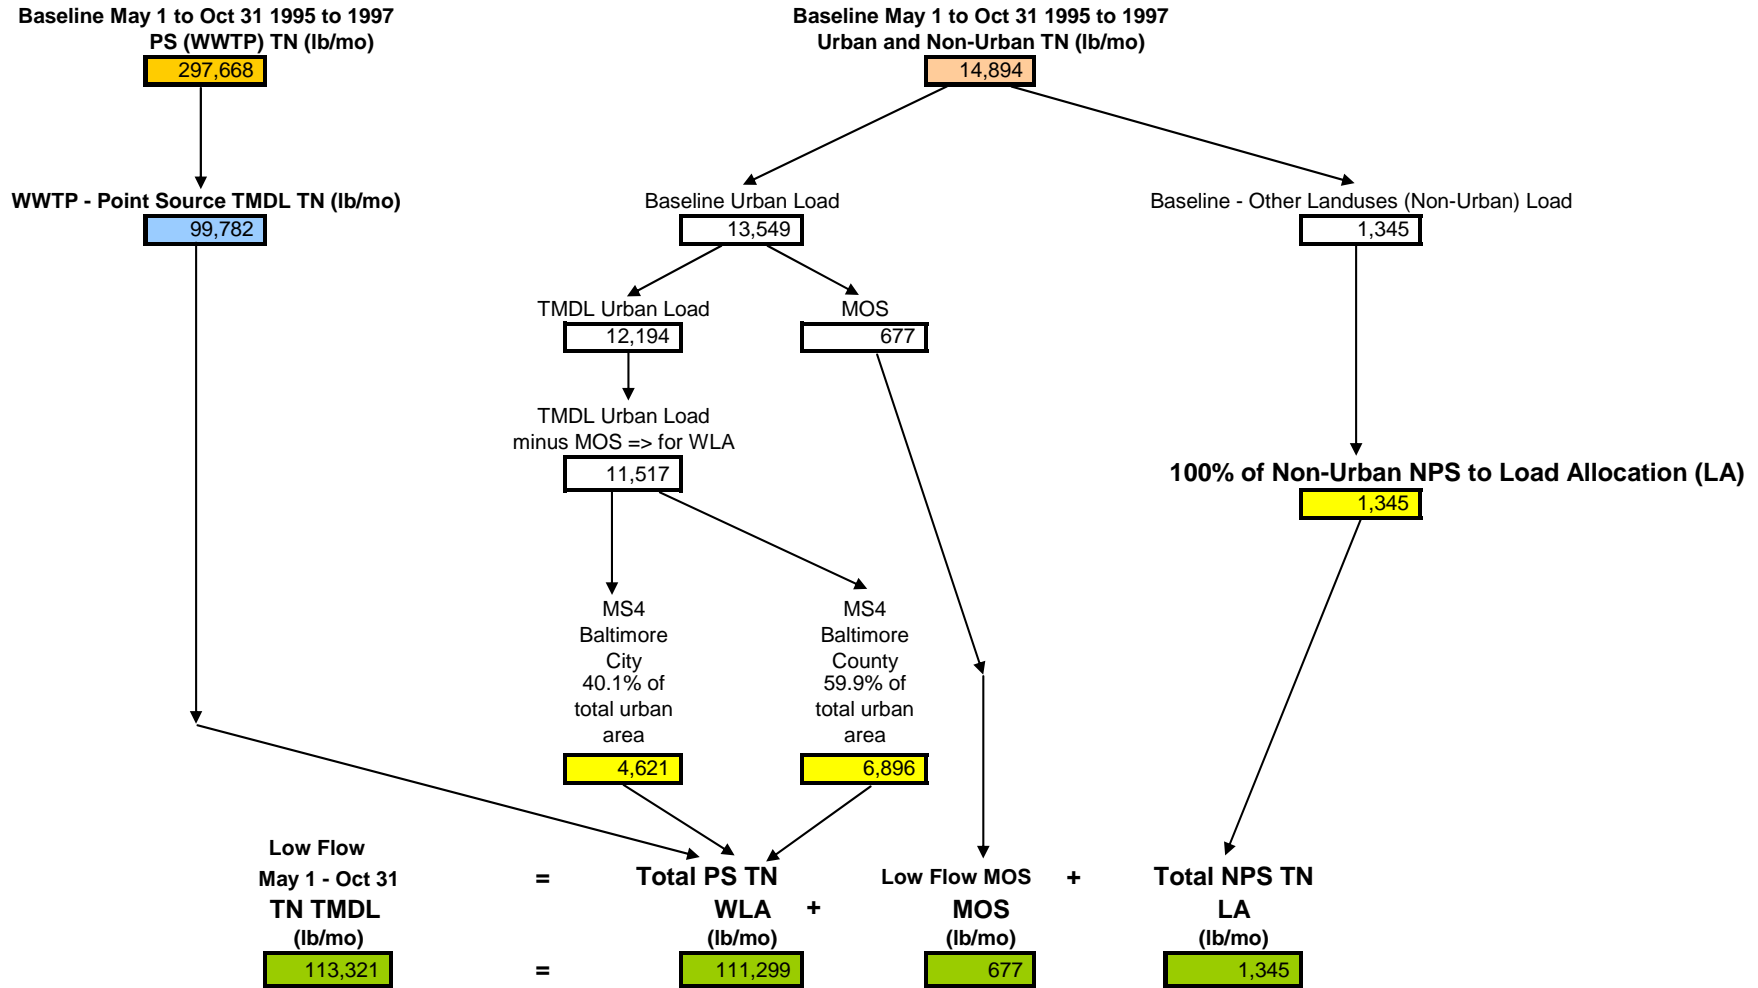 Baseline May 1 to Oct 31 1995 to 1997
PS (WWTP) TN (lb/mo)
297,668
Baseline May 1 to Oct 31 1995 to 1997
Urban and Non-Urban TN (lb/mo)
14,894
WWTP - Point Source TMDL TN (lb/mo)
99,782
Baseline Urban Load
13,549
Baseline - Other Landuses (Non-Urban) Load
1,345
TMDL Urban Load
12,194
MOS
677
TMDL Urban Load
minus MOS => for WLA
11,517
100% of Non-Urban NPS to Load Allocation (LA)
1,345
MS4
Baltimore
City
40.1% of
total urban
area
4,621
MS4
Baltimore
County
59.9% of
total urban
area
6,896
Low Flow
May 1 - Oct 31
TN TMDL
(lb/mo)
113,321
=
=
Total PS TN
WLA
(lb/mo)
111,299
+
Low Flow MOS
MOS
(lb/mo)
677
+
Total NPS TN
LA
(lb/mo)
1,345